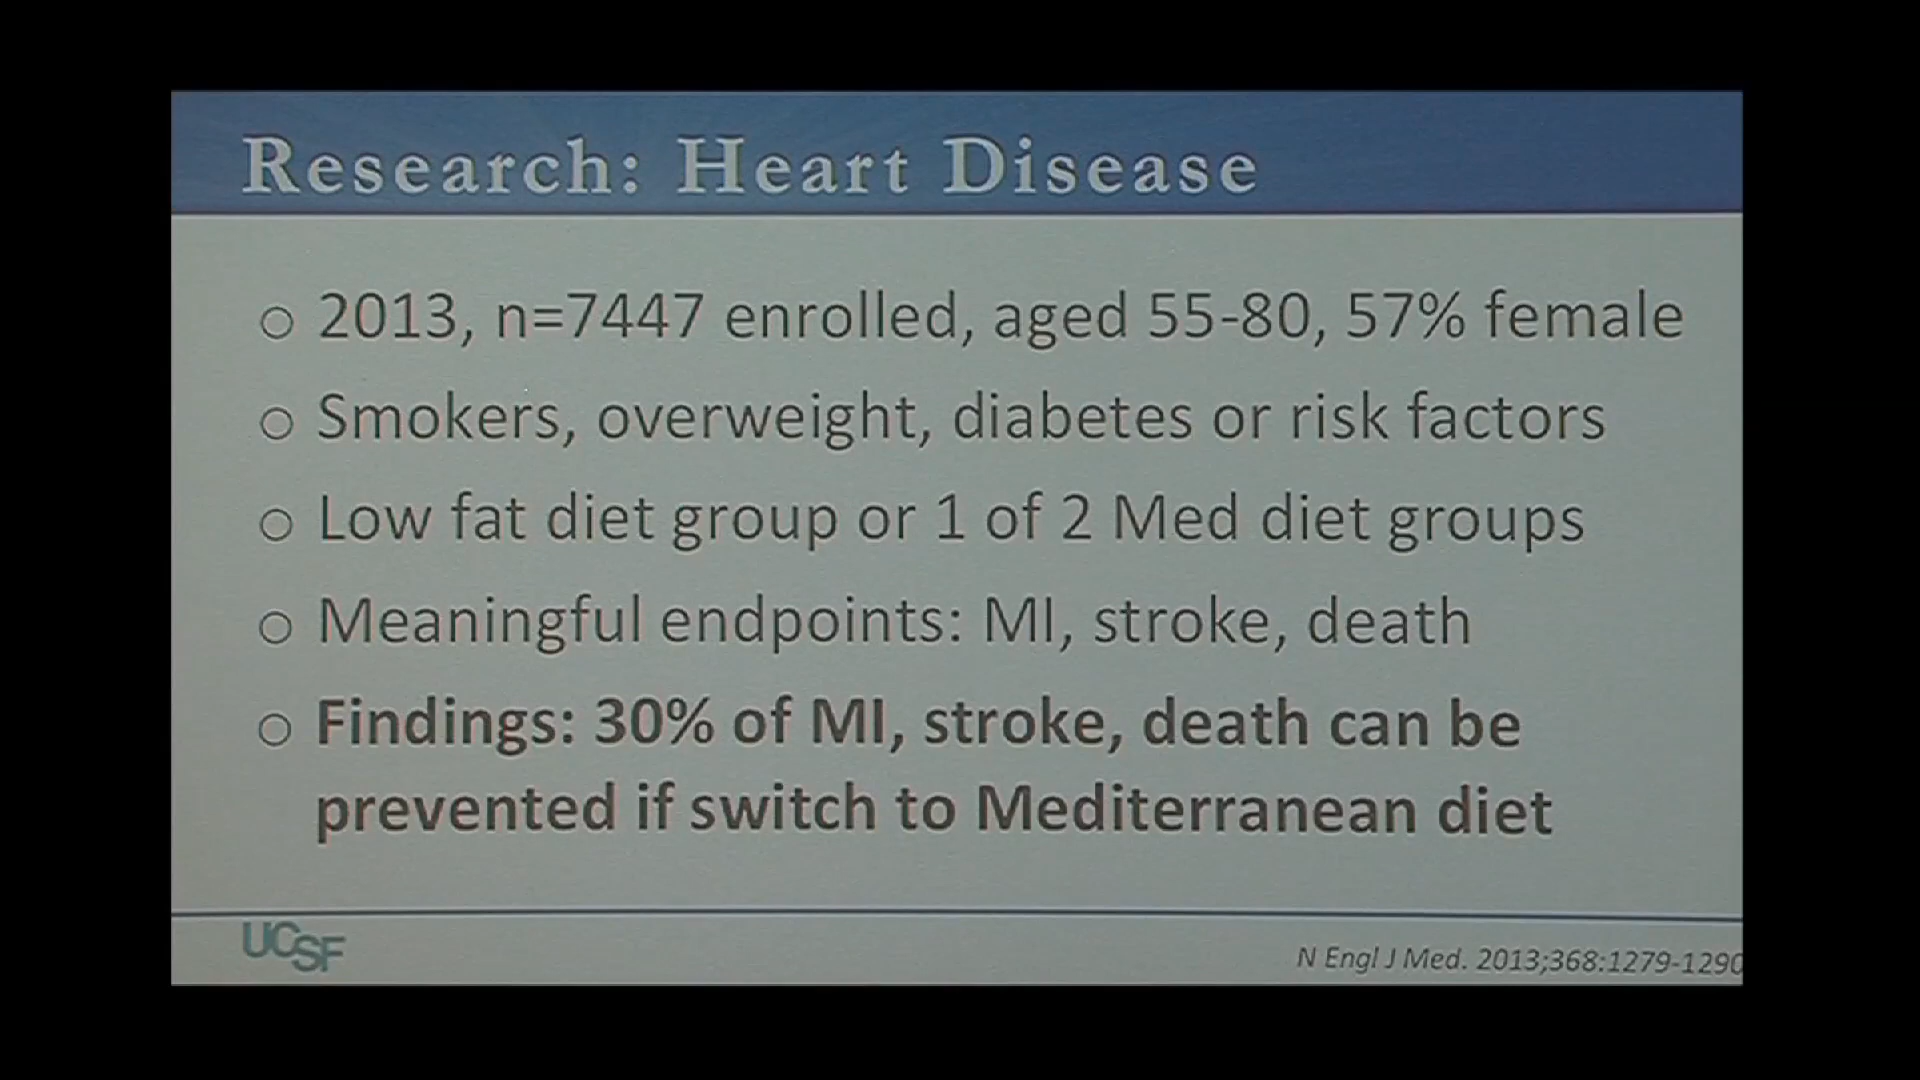 Research: Heart Disease
○ 2013, n=7447 enrolled, aged 55-80, 57% female
○ Smokers, overweight, diabetes or risk factors
○ Low fat diet group or 1 of 2 Med diet groups
○ Meaningful endpoints: MI, stroke, death
○ Findings: 30% of MI, stroke, death can be
prevented if switch to Mediterranean diet
UCSF
N Engl J Med. 2013;368:1279-1290